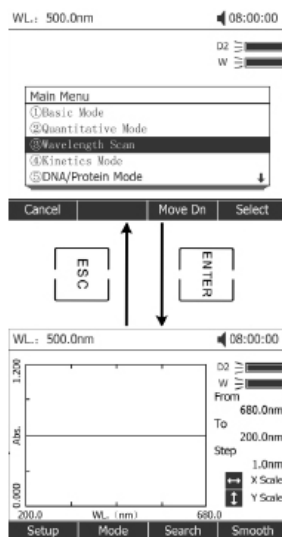 WL.: 500.0nm 08:00:00
D2
W
Main Menu
①Basic Mode
②Quantitative Mode
③Wavelength Scan
④Kinetics Mode
⑤DNA/Protein Mode
Cancel Move Dn Select
ESC ENTER
WL.: 500.0nm 08:00:00
D2
W
1.200
From
680.0nm
To
200.0nm
Abs.
Step
1.0nm
X Scale
Y Scale
0.000
200.0 WL. (nm) 680.0
Setup Mode Search Smooth